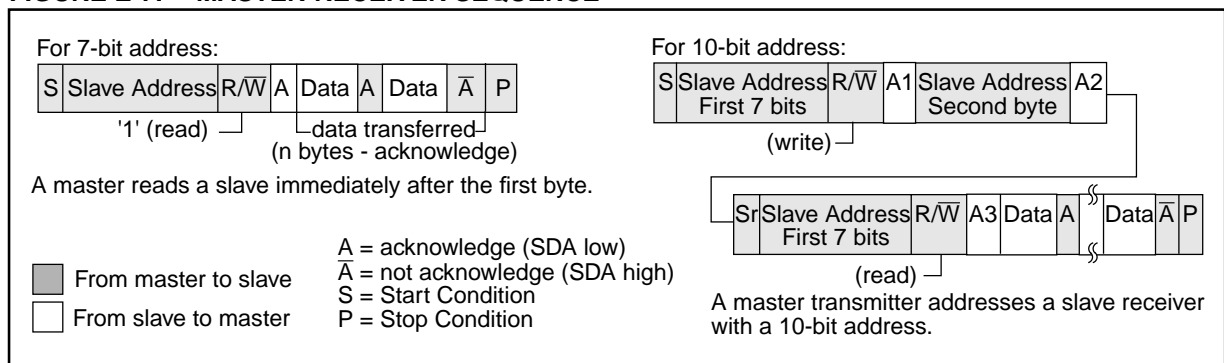 For 7-bit address:
S Slave Address R/W̅ A Data A Data A̅ P
'1' (read)
data transferred
(n bytes - acknowledge)
A master reads a slave immediately after the first byte.
From master to slave
From slave to master
A = acknowledge (SDA low)
A̅ = not acknowledge (SDA high)
S = Start Condition
P = Stop Condition
For 10-bit address:
S Slave Address First 7 bits R/W̅ A1 Slave Address Second byte A2
(write)
Sr Slave Address First 7 bits R/W̅ A3 Data A Data A̅ P
(read)
A master transmitter addresses a slave receiver
with a 10-bit address.